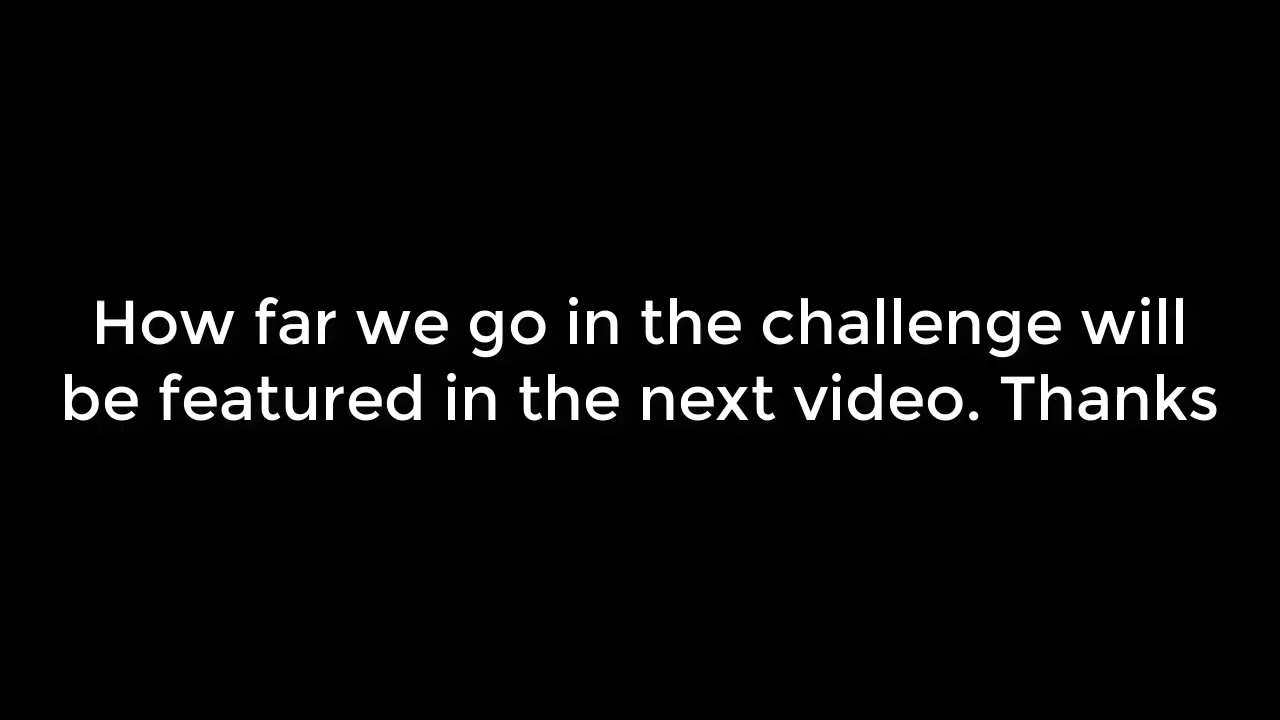 How far we go in the challenge will
be featured in the next video. Thanks